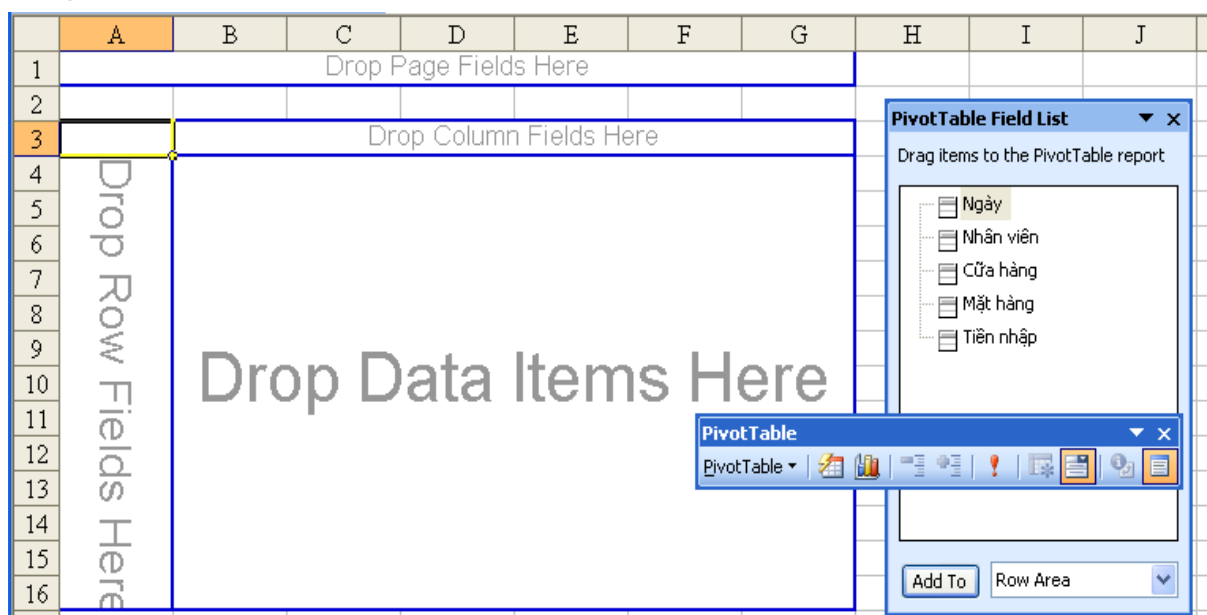 A B C D E F G H I J
1 Drop Page Fields Here
2
3 Drop Column Fields Here
4
5
6
7
8
9
10
11
12
13
14
15
16
Drop Row Fields Here
Drop Data Items Here
PivotTable Field List
Drag items to the PivotTable report
Ngày
Nhân viên
Cữa hàng
Mặt hàng
Tiền nhập
PivotTable
PivotTable
Add To Row Area